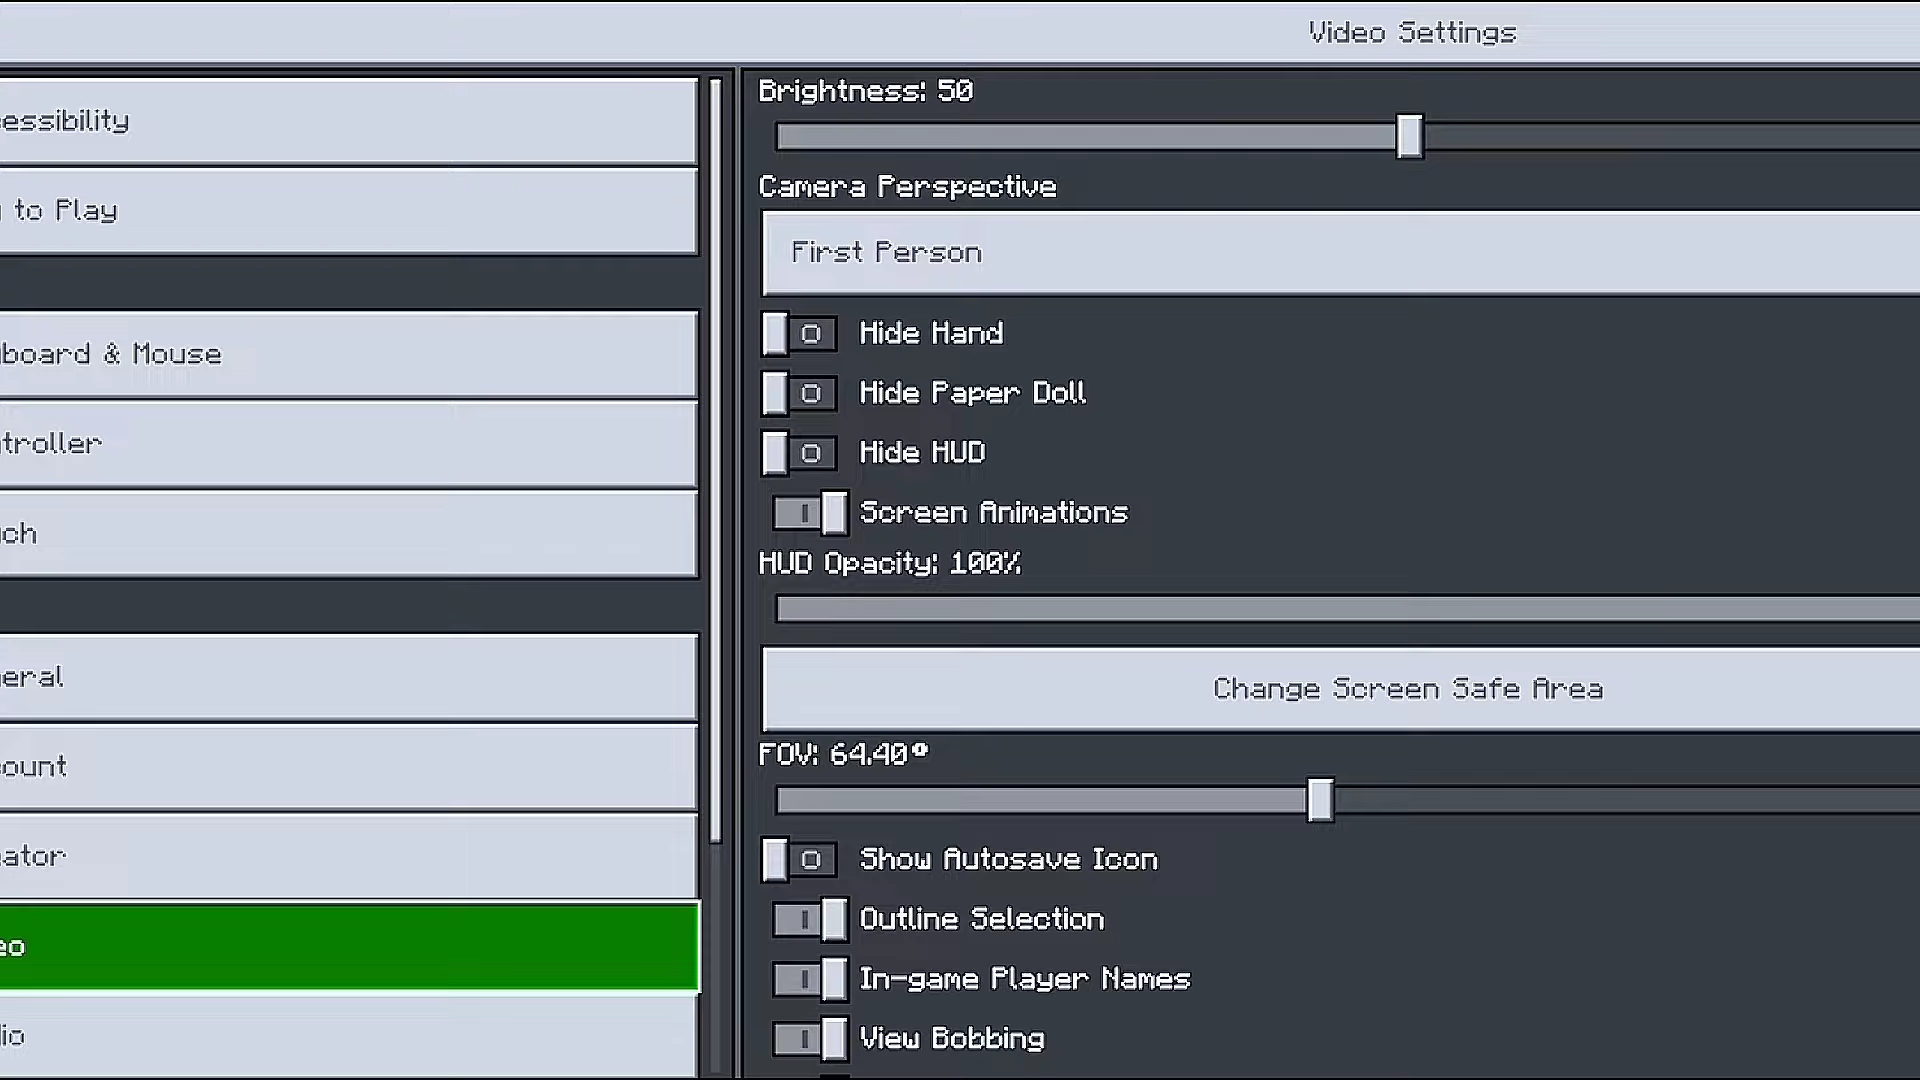 Video Settings
essibility
to Play
board & Mouse
troller
ch
eral
ount
ator
eo
io
Brightness: 50
Camera Perspective
First Person
Hide Hand
Hide Paper Doll
Hide HUD
Screen Animations
HUD Opacity: 100%
Change Screen Safe Area
FOV: 64.40°
Show Autosave Icon
Outline Selection
In-game Player Names
View Bobbing